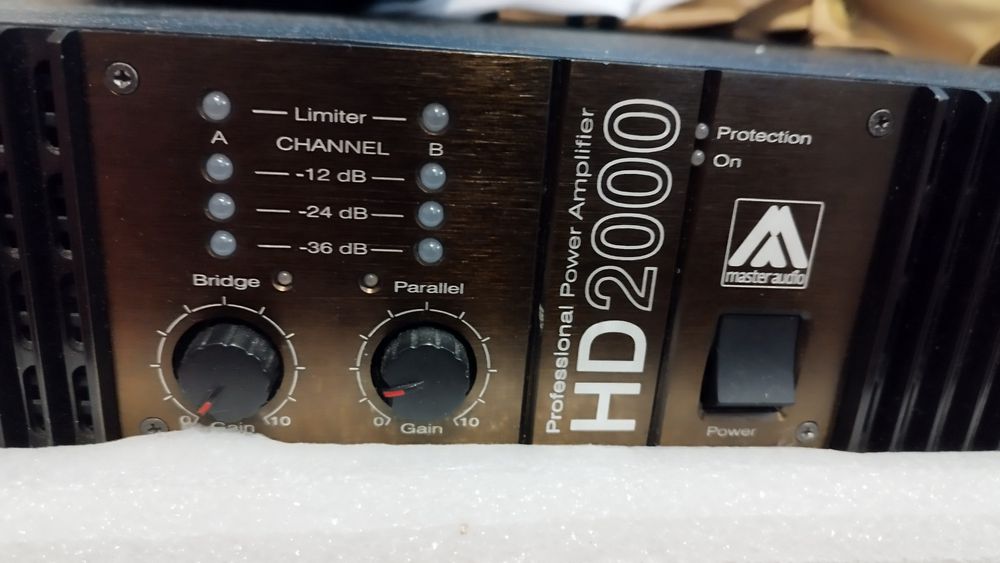 Limiter
A
CHANNEL
B
-12 dB
-24 dB
-36 dB
Bridge
Parallel
0
10
Gain
0
10
Gain
Professional Power Amplifier
HD2000
Protection
On
master audio
Power